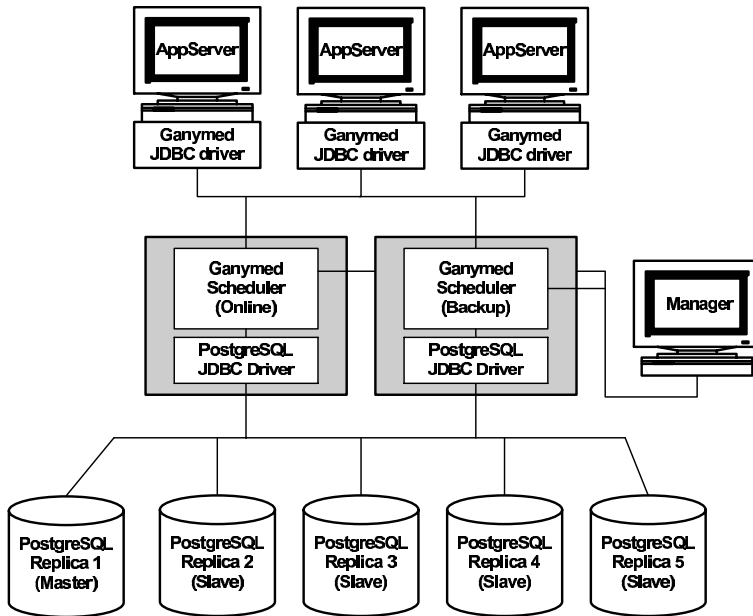 AppServer
AppServer
AppServer
Ganymed
JDBC driver
Ganymed
JDBC driver
Ganymed
JDBC driver
Ganymed
Scheduler
(Online)
Ganymed
Scheduler
(Backup)
Manager
PostgreSQL
JDBC Driver
PostgreSQL
JDBC Driver
PostgreSQL
Replica 1
(Master)
PostgreSQL
Replica 2
(Slave)
PostgreSQL
Replica 3
(Slave)
PostgreSQL
Replica 4
(Slave)
PostgreSQL
Replica 5
(Slave)